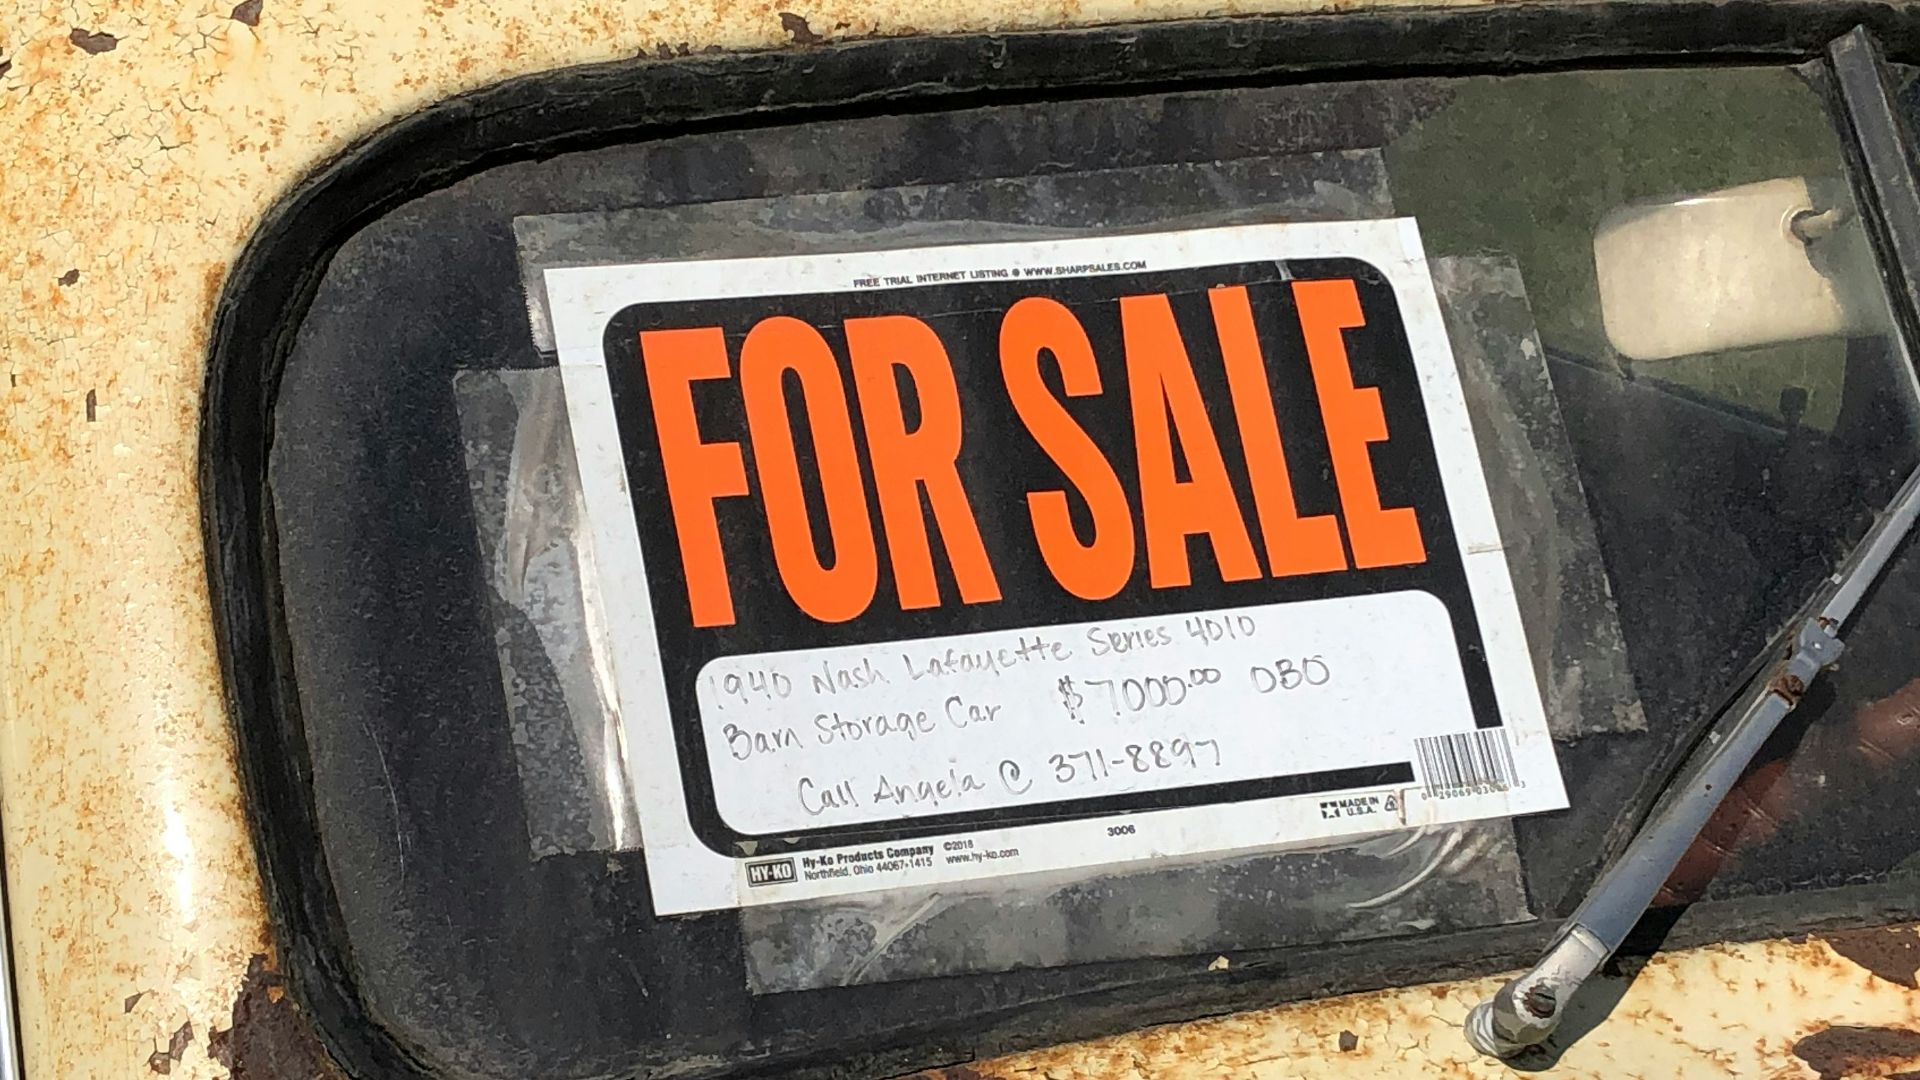 FREE TRIAL INTERNET LISTING @ WWW.SHARPSALES.COM
FOR SALE
1940 Nash Lafayette Series 4010
Barn Storage Car $7000.00 OBO
Call Angela @ 371-8897
HY-KO Hy-Ko Products Company ©2018
Northfield, Ohio 44067-1415 www.hy-ko.com
3006
MADE IN
U.S.A.